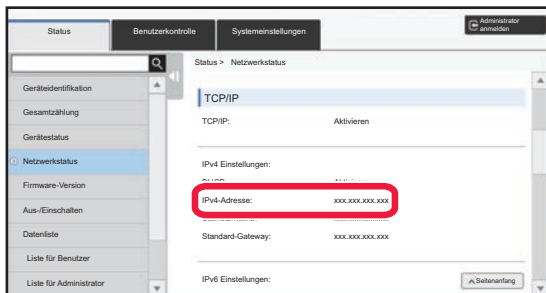 Status
Benutzerkontrolle
Systemeinstellungen
Administrator
anmelden
Status > Netzwerkstatus
Geräteidentifikation
Gesamtzählung
Gerätestatus
Netzwerkstatus
Firmware-Version
Aus-/Einschalten
Datenliste
Liste für Benutzer
Liste für Administrator
TCP/IP
TCP/IP: Aktivieren
IPv4 Einstellungen:
IPv4-Adresse: xxx.xxx.xxx.xxx
Standard-Gateway: xxx.xxx.xxx.xxx
IPv6 Einstellungen:
Seitenanfang